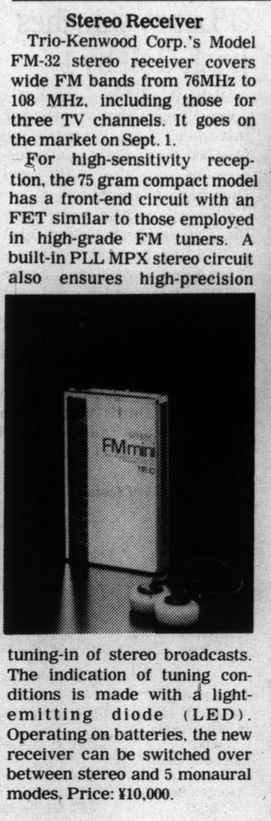 Stereo Receiver
Trio-Kenwood Corp.'s Model
FM-32 stereo receiver covers
wide FM bands from 76MHz to
108 MHz, including those for
three TV channels. It goes on
the market on Sept. 1.
For high-sensitivity recep-
tion, the 75 gram compact model
has a front-end circuit with an
FET similar to those employed
in high-grade FM tuners. A
built-in PLL MPX stereo circuit
also ensures high-precision
FM mini
TRIO
tuning-in of stereo broadcasts.
The indication of tuning con-
ditions is made with a light-
emitting diode (LED).
Operating on batteries, the new
receiver can be switched over
between stereo and 5 monaural
modes. Price: ¥10,000.